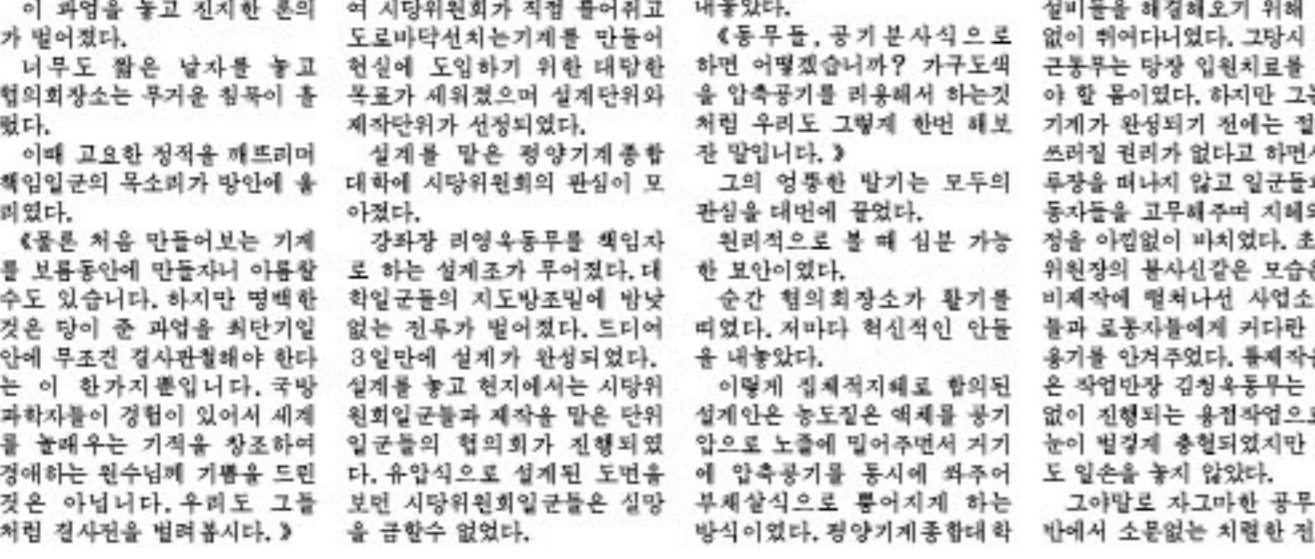 이 과업을 놓고 진지한 론의
가 벌어졌다.
너무도 짧은 날자를 놓고
협의회장소는 무거운 침묵이 흘
렀다.
이때 고요한 정적을 깨뜨리며
책임일군의 목소리가 방안에 울
리였다.
《물론 처음 만들어보는 기계
를 보름동안에 만들자니 아름찰
수도 있습니다. 하지만 명백한
것은 당이 준 과업을 최단기일
안에 무조건 결사관철해야 한다
는 이 한가지뿐입니다. 국방
과학자들이 경험이 있어서 세계
를 놀래우는 기적을 창조하여
경애하는 원수님께 기쁨을 드린
것은 아닙니다. 우리도 그들
처럼 결사전을 벌려봅시다.》
여 시당위원회가 직접 틀어쥐고
도로바닥선치는기계를 만들어
현실에 도입하기 위한 대담한
목표가 세워졌으며 설계단위와
제작단위가 선정되였다.
설계를 맡은 평양기계종합
대학에 시당위원회의 관심이 모
아졌다.
강좌장 리영욱동무를 책임자
로 하는 설계조가 무어졌다. 대
학일군들의 지도방조밑에 밤낮
없는 전투가 벌어졌다. 드디여
3일만에 설계가 완성되였다.
설계를 놓고 현지에서는 시당위
원회일군들과 제작을 맡은 단위
일군들의 협의회가 진행되였
다. 유압식으로 설계된 도면을
보던 시당위원회일군들은 실망
을 금할수 없었다.
내놓았다.
《동무들, 공기분사식으로
하면 어떻겠습니까? 가구도색
을 압축공기를 리용해서 하는것
처럼 우리도 그렇게 한번 해보
잔 말입니다.》
그의 엉뚱한 발기는 모두의
관심을 대번에 끌었다.
원리적으로 볼 때 십분 가능
한 묘안이였다.
순간 협의회장소가 활기를
띠였다. 저마다 혁신적인 안들
을 내놓았다.
이렇게 집체적지혜로 합의된
설계안은 농도짙은 액체를 공기
압으로 노즐에 밀어주면서 거기
에 압축공기를 동시에 쏴주어
부채살식으로 뿜어지게 하는
방식이였다. 평양기계종합대학
설비들을 해결해오기 위해
없이 뛰여다니였다. 그당시
근동무는 당장 입원치료를
야 할 몸이였다. 하지만 그는
기계가 완성되기 전에는 절
쓰러질 권리가 없다고 하면서
투장을 떠나지 않고 일군들과
동자들을 고무해주며 지혜와
정을 아낌없이 바치였다. 초
위원장의 불사신같은 모습은
비제작에 떨쳐나선 사업소
들과 로동자들에게 커다란
용기를 안겨주었다. 틀제작을
은 작업반장 김청욱동무는
없이 진행되는 용접작업으로
눈이 벌겋게 충혈되였지만
도 일손을 놓지 않았다.
그야말로 자그마한 공무
반에서 소문없는 치렬한 전